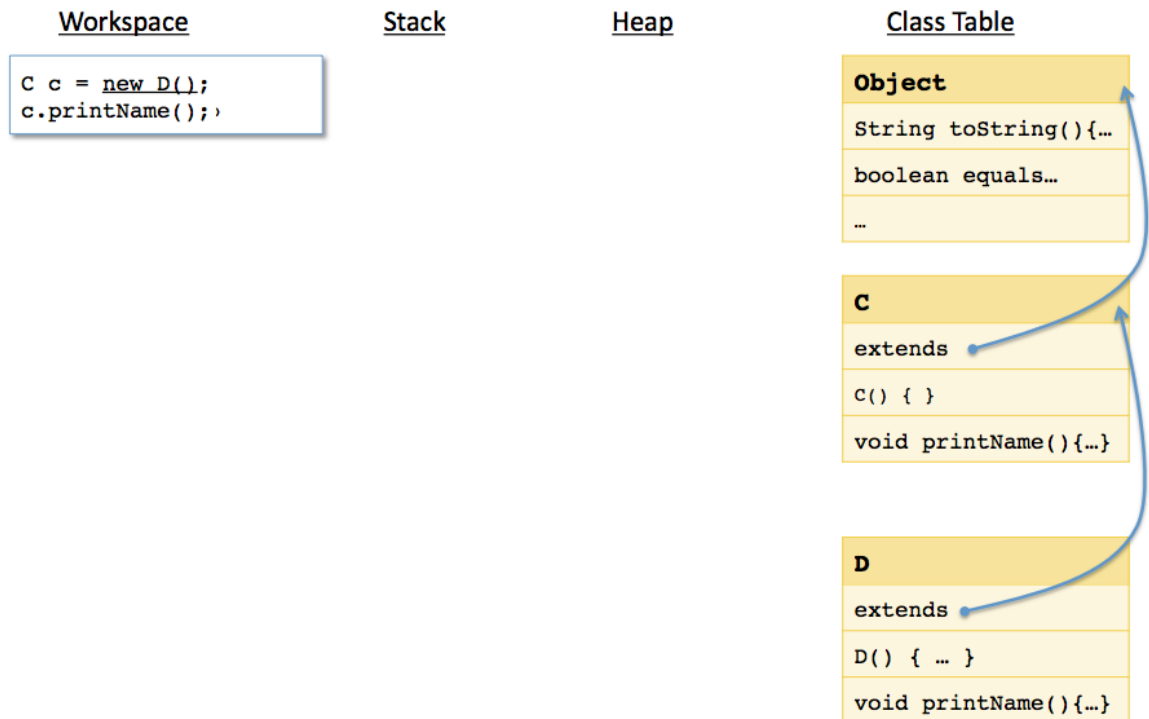 Workspace
Stack
Heap
Class Table
C c = new D();
c.printName();
Object
String toString(){…
boolean equals…
…
C
extends
C() { }
void printName(){…}
D
extends
D() { … }
void printName(){…}